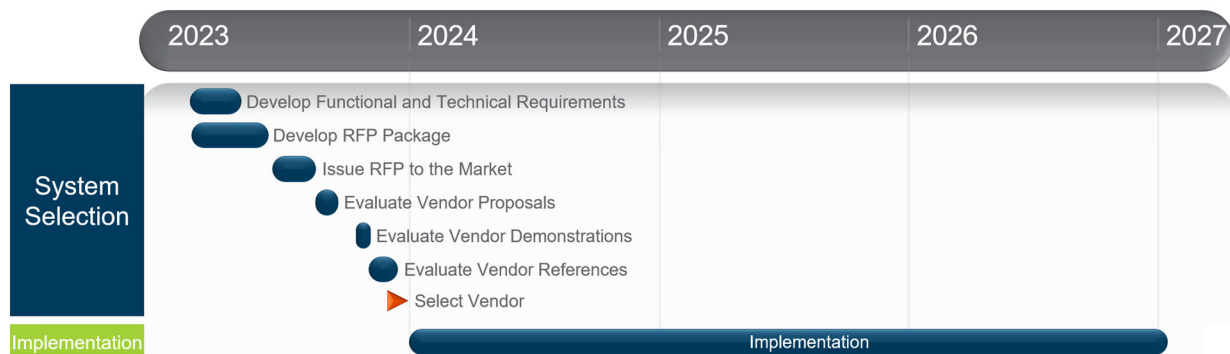 2023 2024 2025 2026 2027
System
Selection
Develop Functional and Technical Requirements
Develop RFP Package
Issue RFP to the Market
Evaluate Vendor Proposals
Evaluate Vendor Demonstrations
Evaluate Vendor References
Select Vendor
Implementation
Implementation